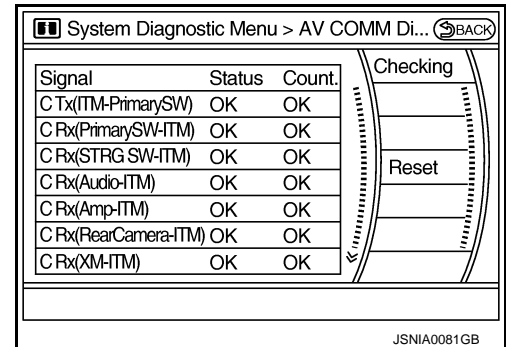 System Diagnostic Menu > AV COMM Di... BACK
Signal Status Count.
C Tx(ITM-PrimarySW) OK OK
C Rx(PrimarySW-ITM) OK OK
C Rx(STRG SW-ITM) OK OK
C Rx(Audio-ITM) OK OK
C Rx(Amp-ITM) OK OK
C Rx(RearCamera-ITM) OK OK
C Rx(XM-ITM) OK OK
Checking
Reset
JSNIA0081GB